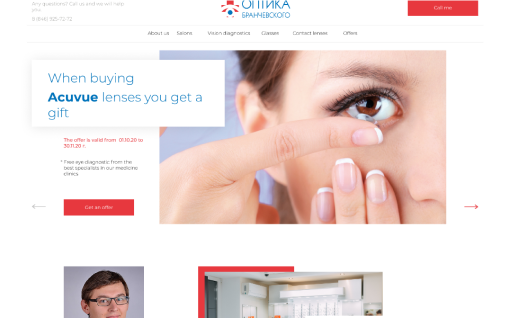 Any questions? Call us and we will help
you
8 (846) 925-72-72
ОПТИКА
БРАНЧЕВСКОГО
Call me
About us Salons Watch diagnostics Glasses Contact lenses Offers
When buying
Acuvue lenses you get a
gift
The offer is valid from 01.10.20 to
30.11.20 г.
* Free eye diagnostic from the
best specialists in our medicine
clinics
Get an offer